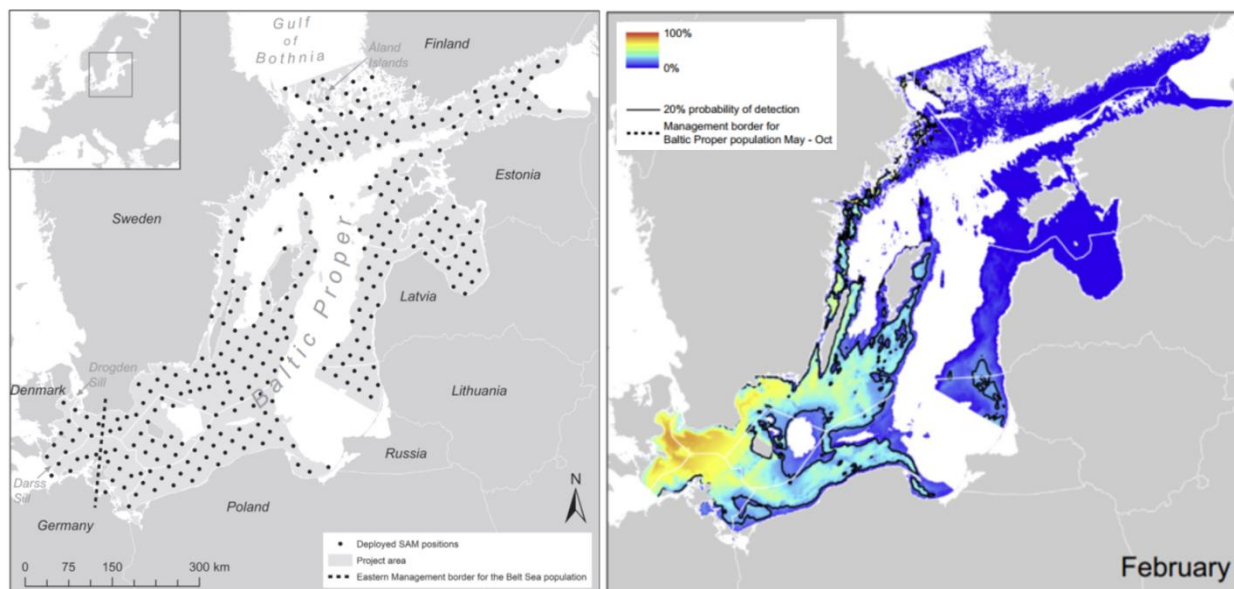 Gulf
of
Bothnia
Åland
Islands
Finland
Estonia
Sweden
Baltic Proper
Latvia
Drogden
Sill
Denmark
Lithuania
Russia
Darss
Sill
Poland
Germany
N
Deployed SAM positions
Project area
Eastern Management border for the Belt Sea population
0 75 150 300 km
100%
0%
20% probability of detection
Management border for
Baltic Proper population May - Oct
February